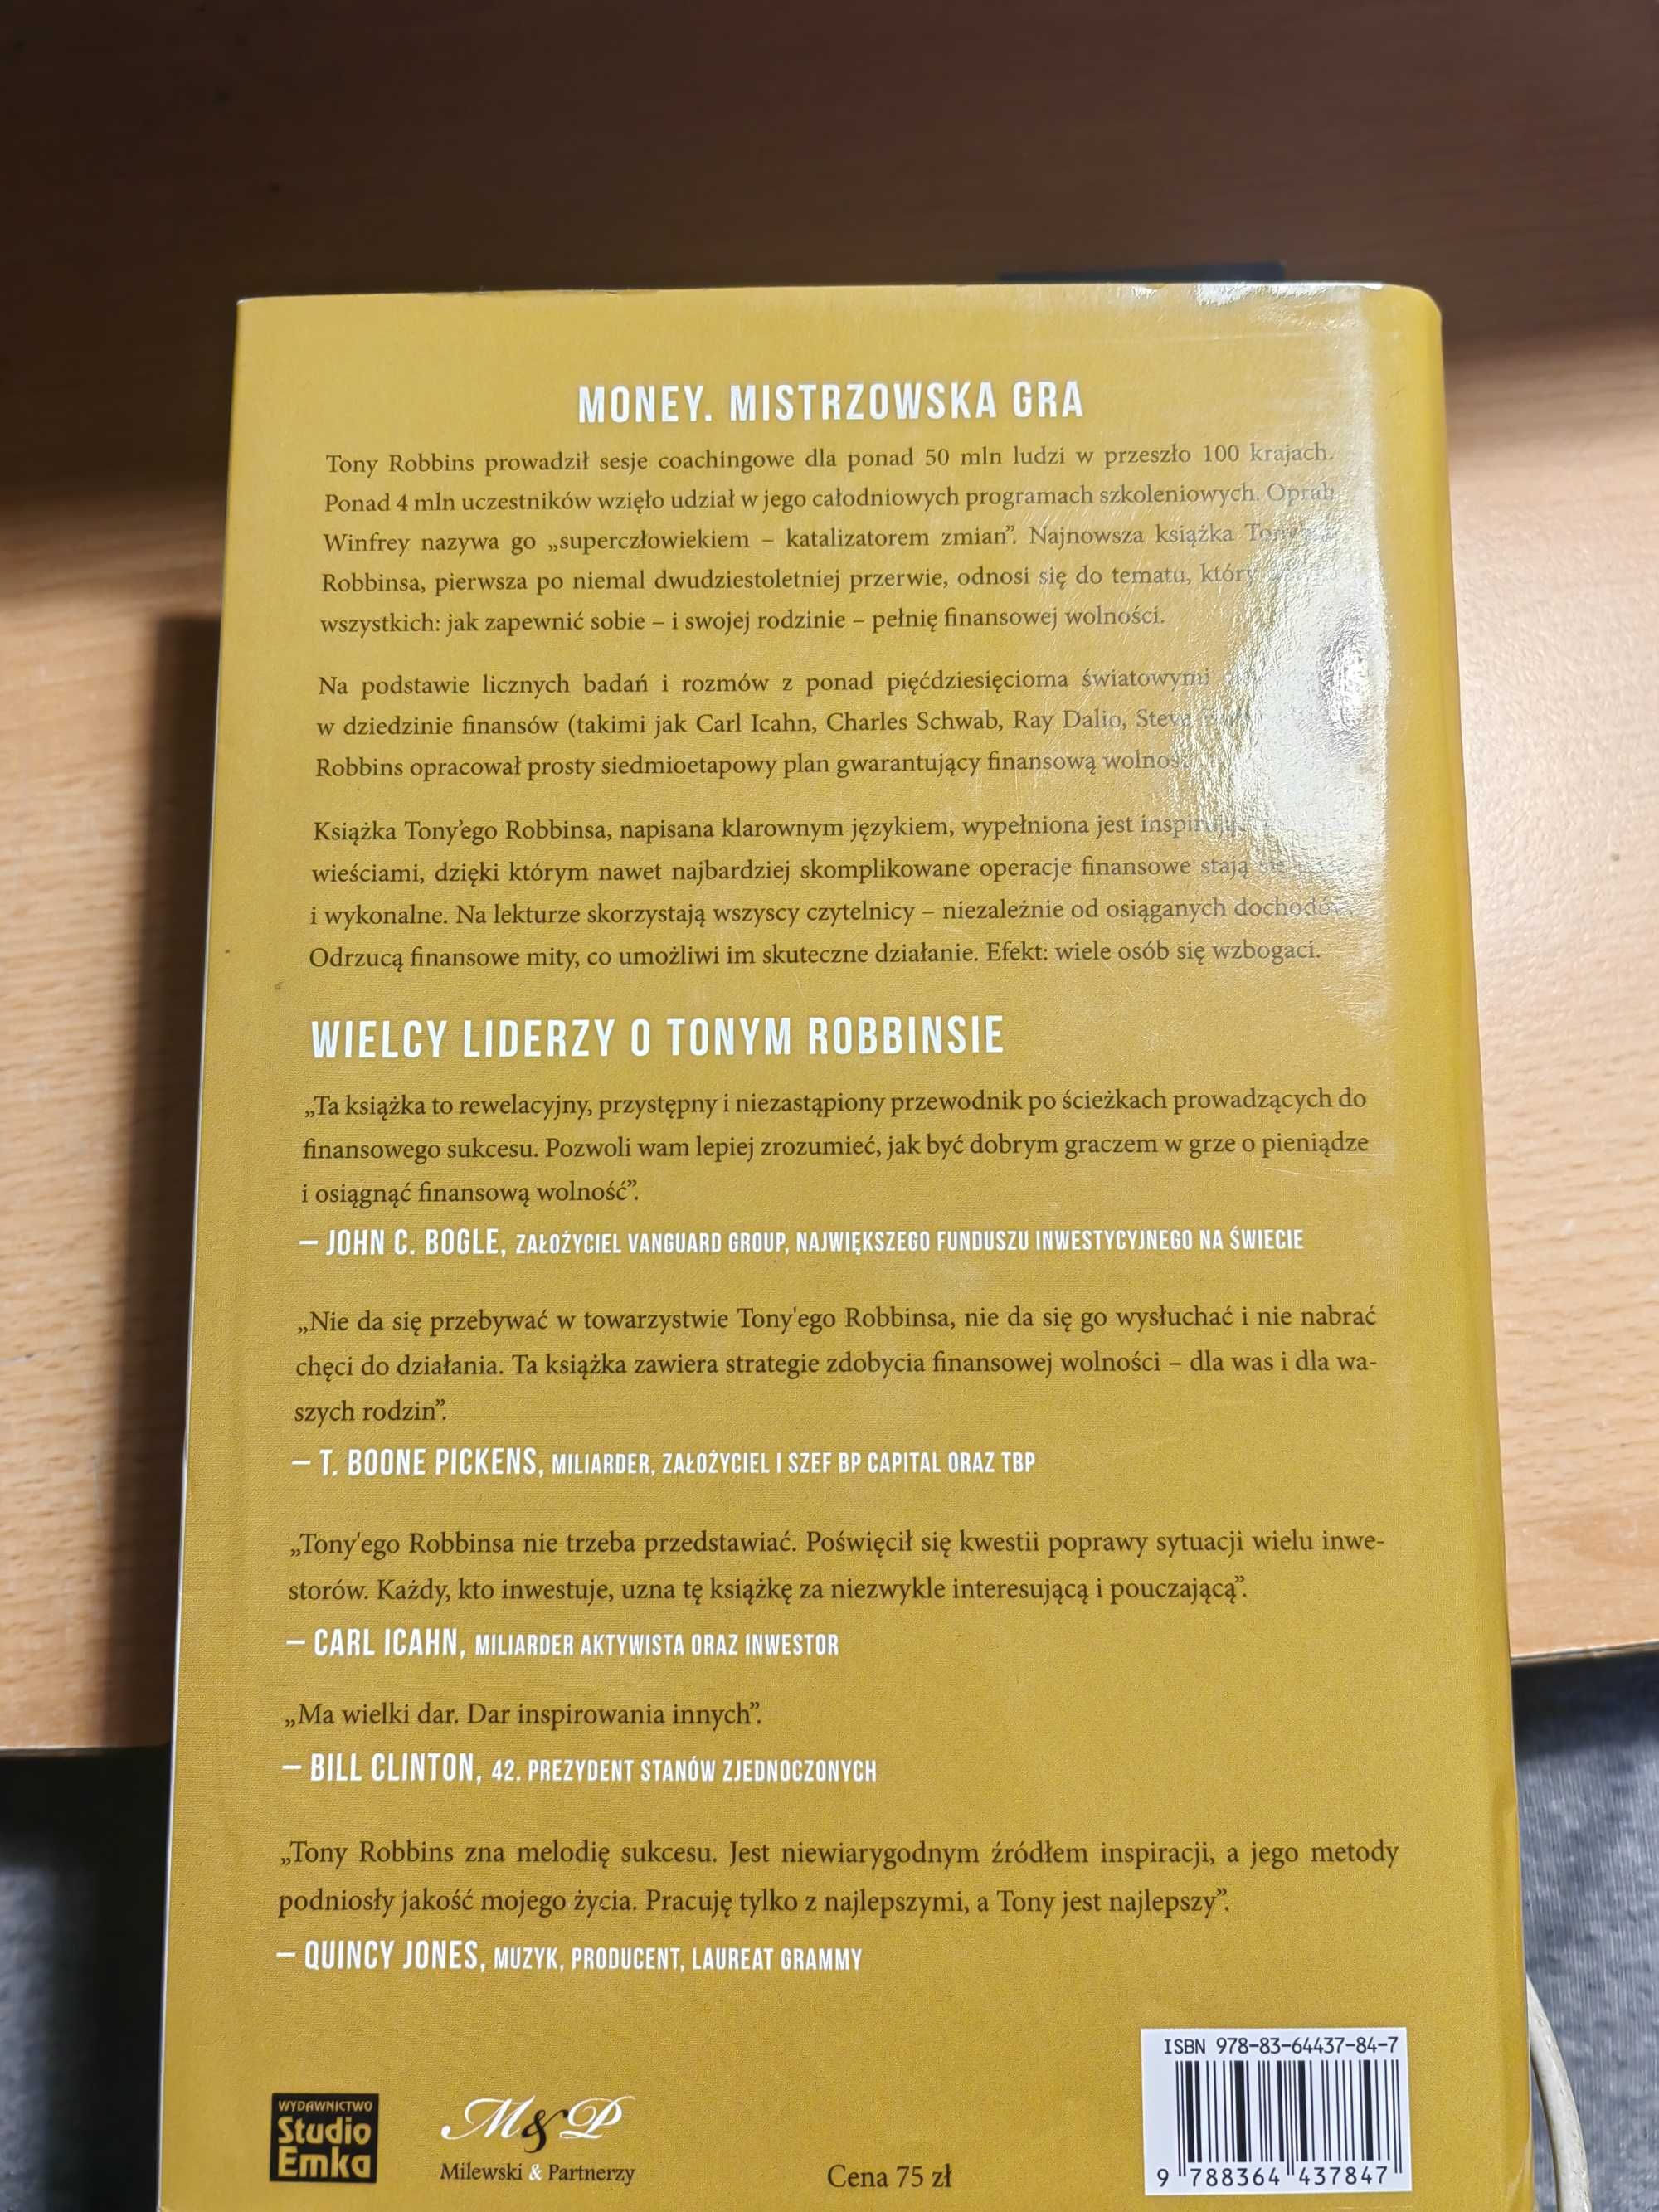 MONEY. MISTRZOWSKA GRA
Tony Robbins prowadził sesje coachingowe dla ponad 50 mln ludzi w przeszło 100 krajach.
Ponad 4 mln uczestników wzięło udział w jego całodniowych programach szkoleniowych. Oprah
Winfrey nazywa go „superczłowiekiem – katalizatorem zmian”. Najnowsza książka
Robbinsa, pierwsza po niemal dwudziestoletniej przerwie, odnosi się do tematu, który
wszystkich: jak zapewnić sobie – i swojej rodzinie – pełnię finansowej wolności.
Na podstawie licznych badań i rozmów z ponad pięćdziesięcioma światowymi
w dziedzinie finansów (takimi jak Carl Icahn, Charles Schwab, Ray Dalio,
Robbins opracował prosty siedmioetapowy plan gwarantujący finansową
Książka Tony’ego Robbinsa, napisana klarownym językiem, wypełniona jest
wieściami, dzięki którym nawet najbardziej skomplikowane operacje finansowe stają
i wykonalne. Na lekturze skorzystają wszyscy czytelnicy – niezależnie od osiąganych
Odrzucą finansowe mity, co umożliwi im skuteczne działanie. Efekt: wiele osób się wzbogaci.
WIELCY LIDERZY O TONYM ROBBINSIE
„Ta książka to rewelacyjny, przystępny i niezastąpiony przewodnik po ścieżkach prowadzących do
finansowego sukcesu. Pozwoli wam lepiej zrozumieć, jak być dobrym graczem w grze o pieniądze
i osiągnąć finansową wolność”.
– JOHN C. BOGLE, ZAŁOŻYCIEL VANGUARD GROUP, NAJWIĘKSZEGO FUNDUSZU INWESTYCYJNEGO NA ŚWIECIE
„Nie da się przebywać w towarzystwie Tony'ego Robbinsa, nie da się go wysłuchać i nie nabrać
chęci do działania. Ta książka zawiera strategie zdobycia finansowej wolności – dla was i dla wa-
szych rodzin”.
– T. BOONE PICKENS, MILIARDER, ZAŁOŻYCIEL I SZEF BP CAPITAL ORAZ TBP
„Tony'ego Robbinsa nie trzeba przedstawiać. Poświęcił się kwestii poprawy sytuacji wielu inwe-
storów. Każdy, kto inwestuje, uzna tę książkę za niezwykle interesującą i pouczającą”.
– CARL ICAHN, MILIARDER AKTYWISTA ORAZ INWESTOR
„Ma wielki dar. Dar inspirowania innych”.
– BILL CLINTON, 42. PREZYDENT STANÓW ZJEDNOCZONYCH
„Tony Robbins zna melodię sukcesu. Jest niewiarygodnym źródłem inspiracji, a jego metody
podniosły jakość mojego życia. Pracuję tylko z najlepszymi, a Tony jest najlepszy”.
– QUINCY JONES, MUZYK, PRODUCENT, LAUREAT GRAMMY
ISBN 978-83-64437-84-7
WYDAWNICTWO
Studio
Emka
M&P
Milewski & Partnerzy
Cena 75 zł
9 788364 437847